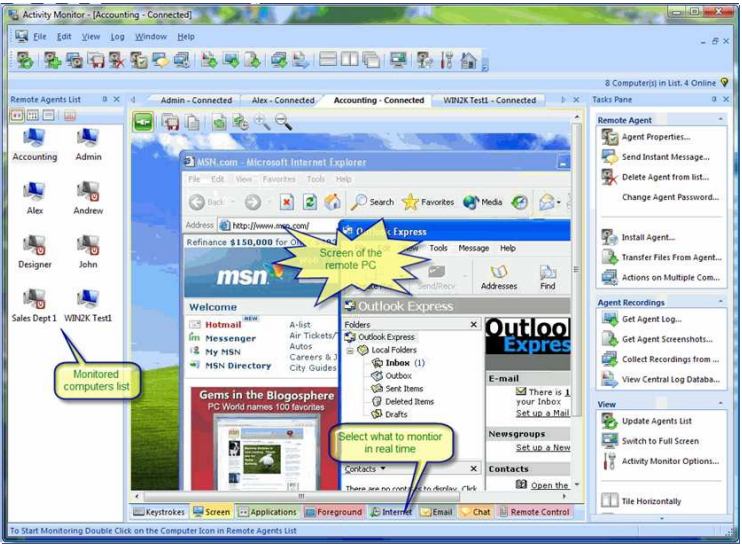 Activity Monitor - [Accounting - Connected]
File Edit View Log Window Help
8 Computer(s) in List. 4 Online
Remote Agents List
Admin - Connected Alex - Connected Accounting - Connected WIN2K Test1 - Connected
Tasks Pane
Accounting Admin
Alex Andrew
Designer John
Sales Dept 1 WIN2K Test1
Monitored
computers list
MSN.com - Microsoft Internet Explorer
File Edit View Favorites Tools Help
Back Search Favorites Media
Address http://www.msn.com/
Refinance $150,000 for
msn
Welcome
Hotmail NEW
Messenger
My MSN
MSN Directory
A-list
Air Tickets/
Autos
Careers & J
City Guides
Gems in the Blogosphere
PC World names 100 favorites
Screen of the
remote PC
Express
View Tools Message Help
Send/Recv Addresses Find
Outlook Express
Folders
Outlook Express
Local Folders
Inbox (1)
Outbox
Sent Items
Deleted Items
Drafts
Outloo
Express
E-mail
There is 1
your Inbox
Set up a Mail
Newsgroups
Set up a New
Contacts
Open the
Select what to montior
in real time
Contacts
There are no contacts to display. Click
Keystrokes Screen Applications Foreground Internet Email Chat Remote Control
Remote Agent
Agent Properties...
Send Instant Message...
Delete Agent from list...
Change Agent Password...
Install Agent...
Transfer Files From Agent...
Actions on Multiple Com...
Agent Recordings
Get Agent Log...
Get Agent Screenshots...
Collect Recordings from ...
View Central Log Databa...
View
Update Agents List
Switch to Full Screen
Activity Monitor Options...
Tile Horizontally
To Start Monitoring Double Click on the Computer Icon in Remote Agents List